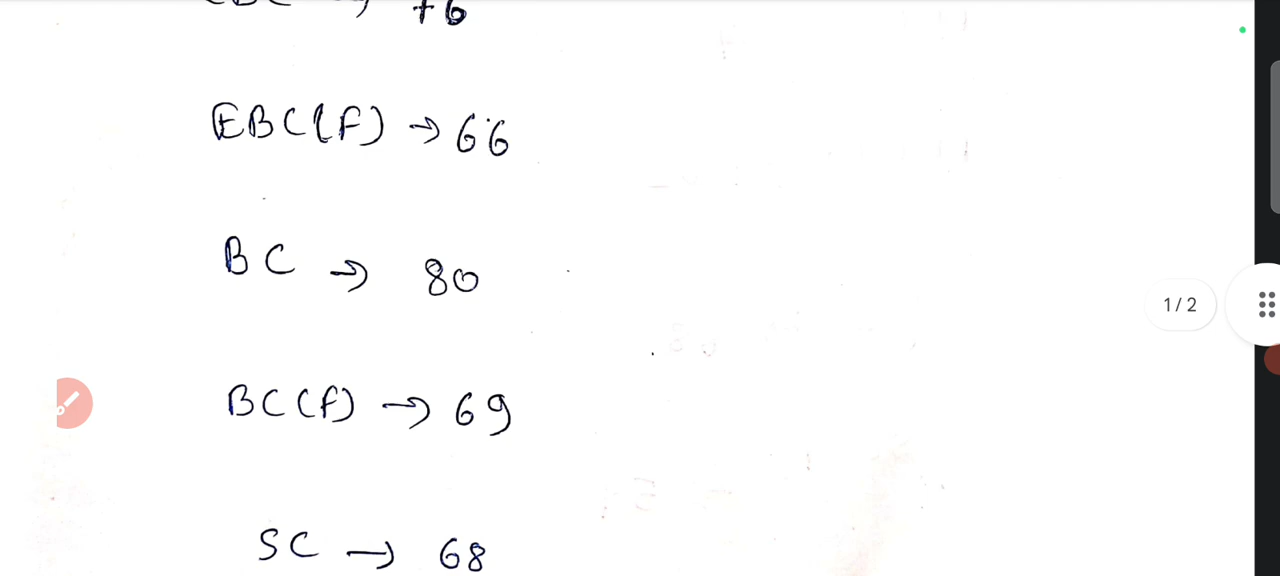 EBC(F) → 66
BC → 80
1 / 2
BC(F) → 69
SC → 68